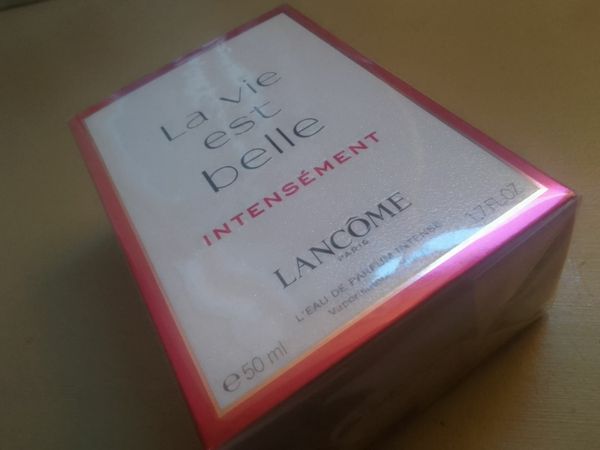 La vie
est
belle
INTENSÉMENT
LANCÔME
PARIS
L'EAU DE PARFUM INTENSE
e 50 ml 1.7 FL.OZ